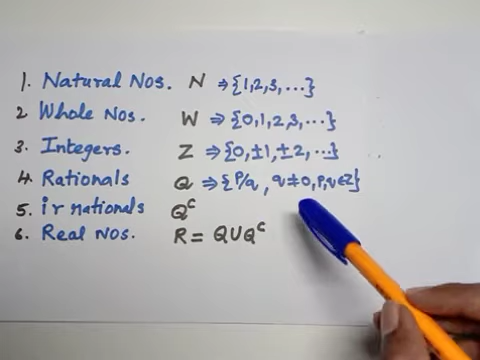 1. Natural Nos. N ⇒ {1,2,3, ...}
2 Whole Nos. W ⇒ {0,1,2,3, ...}
3. Integers. Z ⇒ {0,±1,±2, ...}
4. Rationals Q ⇒ {P/q, q≠0, P,q∈Z}
5. irnationals Q^c
6. Real Nos. R = Q∪Q^c